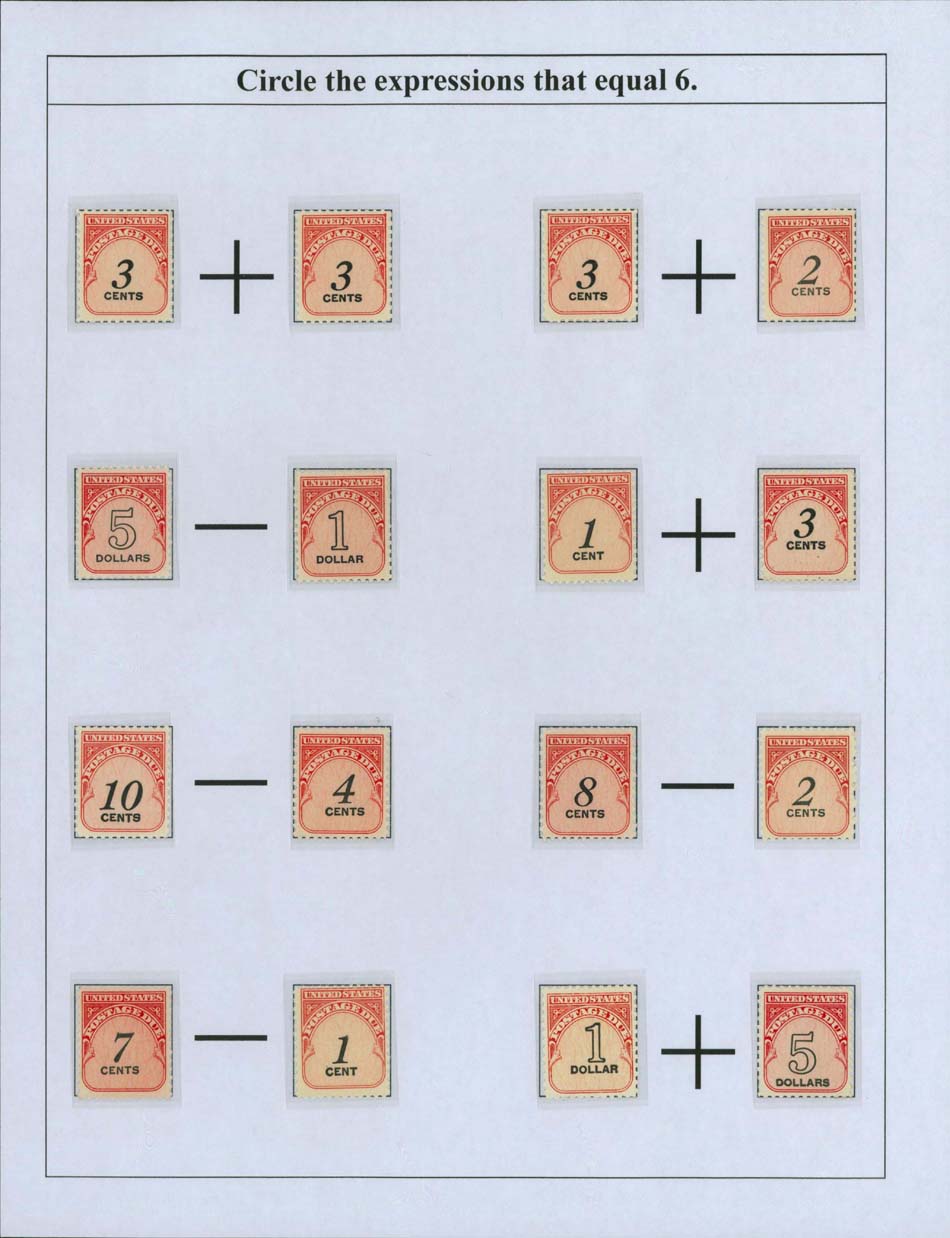 Circle the expressions that equal 6.
UNITED STATES POSTAGE DUE 3 CENTS + UNITED STATES POSTAGE DUE 3 CENTS
UNITED STATES POSTAGE DUE 3 CENTS + UNITED STATES POSTAGE DUE 2 CENTS
UNITED STATES POSTAGE DUE 5 DOLLARS — UNITED STATES POSTAGE DUE 1 DOLLAR
UNITED STATES POSTAGE DUE 1 CENT + UNITED STATES POSTAGE DUE 3 CENTS
UNITED STATES POSTAGE DUE 10 CENTS — UNITED STATES POSTAGE DUE 4 CENTS
UNITED STATES POSTAGE DUE 8 CENTS — UNITED STATES POSTAGE DUE 2 CENTS
UNITED STATES POSTAGE DUE 7 CENTS — UNITED STATES POSTAGE DUE 1 CENT
UNITED STATES POSTAGE DUE 1 DOLLAR + UNITED STATES POSTAGE DUE 5 DOLLARS